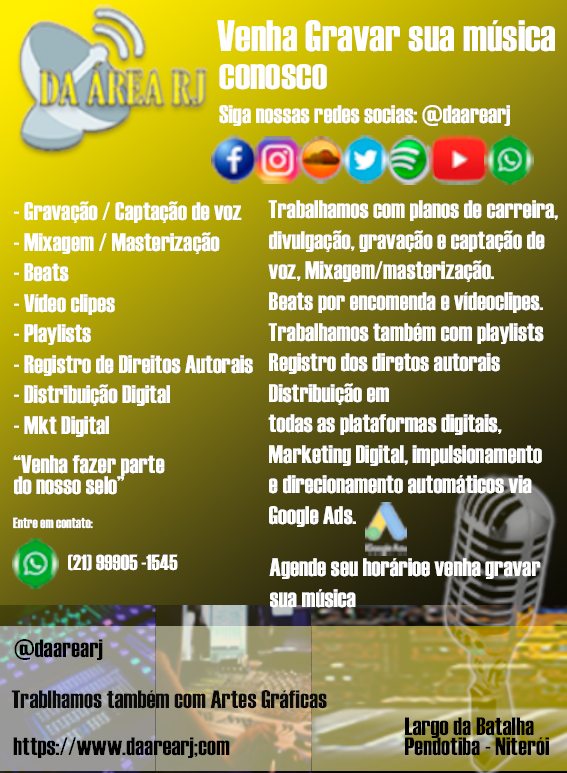 DA ÁREA RJ
Venha Gravar sua música
conosco
Siga nossas redes socias: @daarearj
- Gravação / Captação de voz
- Mixagem / Masterização
- Beats
- Vídeo clipes
- Playlists
- Registro de Direitos Autorais
- Distribuição Digital
- Mkt Digital
“Venha fazer parte
do nosso selo”
Entre em contato:
(21) 99905 -1545
Trabalhamos com planos de carreira,
divulgação, gravação e captação de
voz, Mixagem/masterização.
Beats por encomenda e vídeoclipes.
Trabalhamos também com playlists
Registro dos diretos autorais
Distribuição em
todas as plataformas digitais,
Marketing Digital, impulsionamento
e direcionamento automáticos via
Google Ads.
Google Ads
Agende seu horárioe venha gravar
sua música
@daarearj
Trablhamos também com Artes Gráficas
https://www.daarearj;com
Largo da Batalha
Pendotiba - Niterói